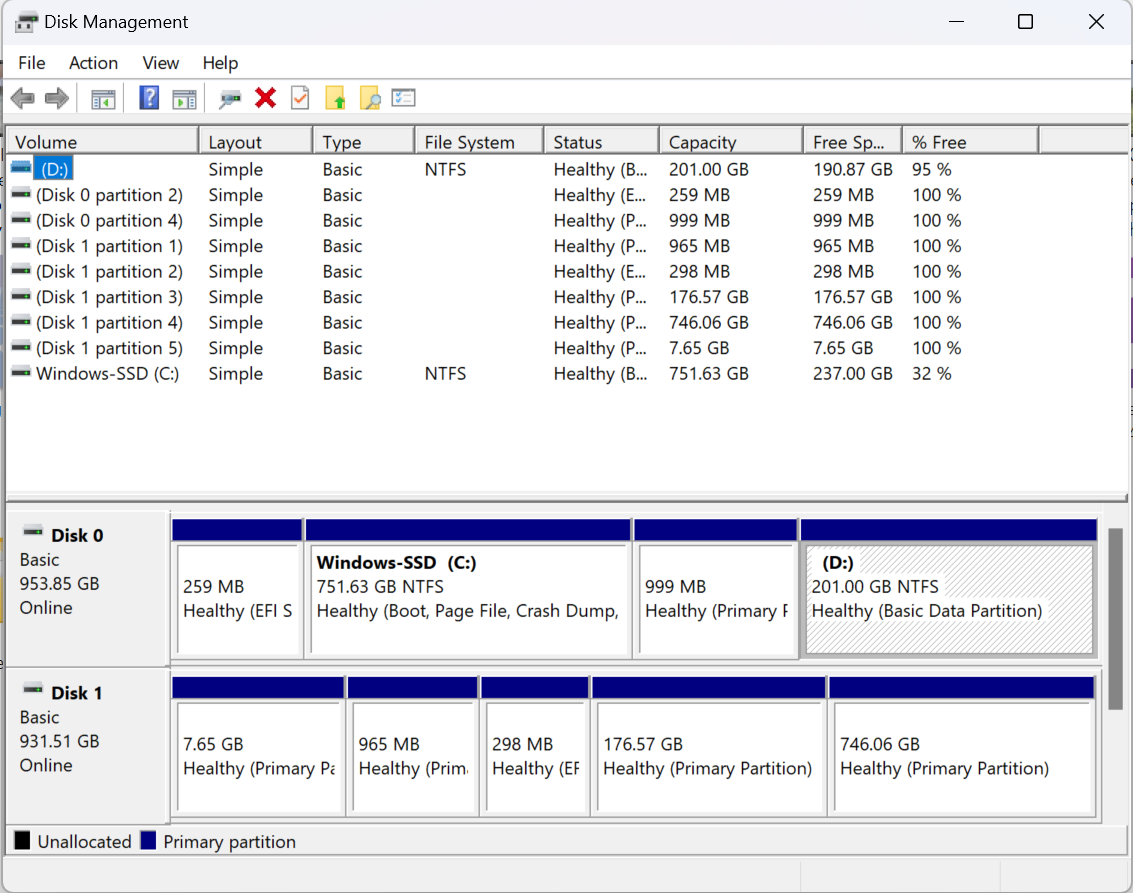 Disk Management
File Action View Help
Volume Layout Type File System Status Capacity Free Sp... % Free
(D:) Simple Basic NTFS Healthy (B... 201.00 GB 190.87 GB 95 %
(Disk 0 partition 2) Simple Basic Healthy (E... 259 MB 259 MB 100 %
(Disk 0 partition 4) Simple Basic Healthy (P... 999 MB 999 MB 100 %
(Disk 1 partition 1) Simple Basic Healthy (P... 965 MB 965 MB 100 %
(Disk 1 partition 2) Simple Basic Healthy (E... 298 MB 298 MB 100 %
(Disk 1 partition 3) Simple Basic Healthy (P... 176.57 GB 176.57 GB 100 %
(Disk 1 partition 4) Simple Basic Healthy (P... 746.06 GB 746.06 GB 100 %
(Disk 1 partition 5) Simple Basic Healthy (P... 7.65 GB 7.65 GB 100 %
Windows-SSD (C:) Simple Basic NTFS Healthy (B... 751.63 GB 237.00 GB 32 %
Disk 0
Basic
953.85 GB
Online
259 MB
Healthy (EFI S
Windows-SSD (C:)
751.63 GB NTFS
Healthy (Boot, Page File, Crash Dump,
999 MB
Healthy (Primary P
(D:)
201.00 GB NTFS
Healthy (Basic Data Partition)
Disk 1
Basic
931.51 GB
Online
7.65 GB
Healthy (Primary Pa
965 MB
Healthy (Prim
298 MB
Healthy (EF
176.57 GB
Healthy (Primary Partition)
746.06 GB
Healthy (Primary Partition)
Unallocated Primary partition